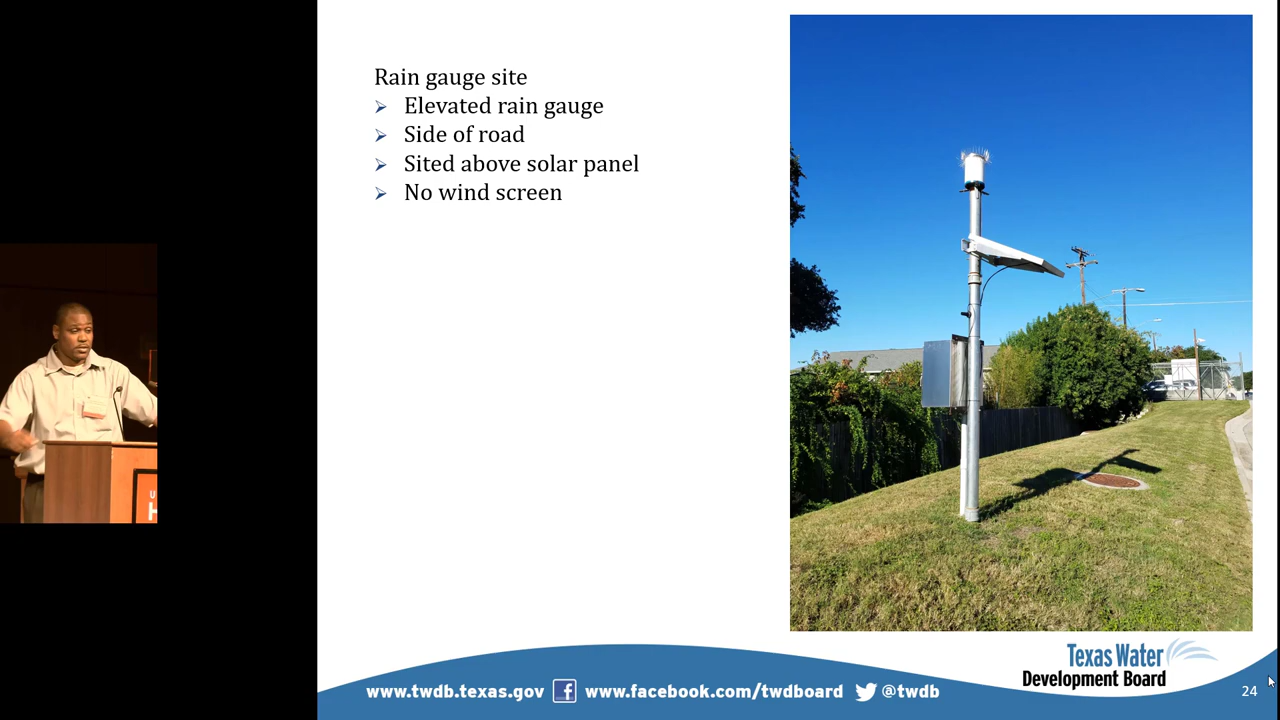 Rain gauge site
➢ Elevated rain gauge
➢ Side of road
➢ Sited above solar panel
➢ No wind screen
Texas Water
Development Board
www.twdb.texas.gov www.facebook.com/twdboard @twdb
24